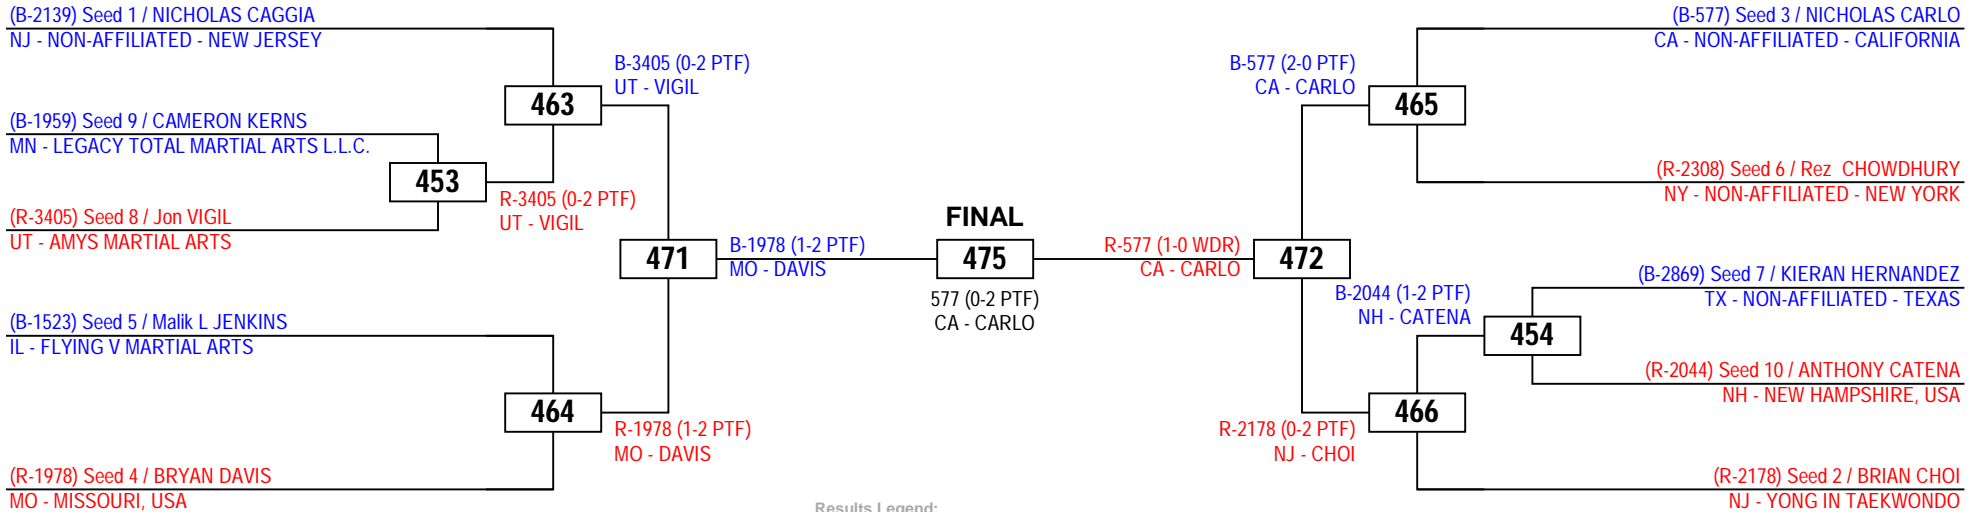 (B-2139) Seed 1 / NICHOLAS CAGGIA
NJ - NON-AFFILIATED - NEW JERSEY
(B-1959) Seed 9 / CAMERON KERNS
MN - LEGACY TOTAL MARTIAL ARTS L.L.C.
(R-3405) Seed 8 / Jon VIGIL
UT - AMYS MARTIAL ARTS
(B-1523) Seed 5 / Malik L JENKINS
IL - FLYING V MARTIAL ARTS
(R-1978) Seed 4 / BRYAN DAVIS
MO - MISSOURI, USA
453
R-3405 (0-2 PTF)
UT - VIGIL
463
B-3405 (0-2 PTF)
UT - VIGIL
464
R-1978 (1-2 PTF)
MO - DAVIS
471
B-1978 (1-2 PTF)
MO - DAVIS
FINAL
475
577 (0-2 PTF)
CA - CARLO
R-577 (1-0 WDR)
CA - CARLO
472
B-577 (2-0 PTF)
CA - CARLO
465
B-2044 (1-2 PTF)
NH - CATENA
454
R-2178 (0-2 PTF)
NJ - CHOI
466
(B-577) Seed 3 / NICHOLAS CARLO
CA - NON-AFFILIATED - CALIFORNIA
(R-2308) Seed 6 / Rez CHOWDHURY
NY - NON-AFFILIATED - NEW YORK
(B-2869) Seed 7 / KIERAN HERNANDEZ
TX - NON-AFFILIATED - TEXAS
(R-2044) Seed 10 / ANTHONY CATENA
NH - NEW HAMPSHIRE, USA
(R-2178) Seed 2 / BRIAN CHOI
NJ - YONG IN TAEKWONDO
Results Legend: